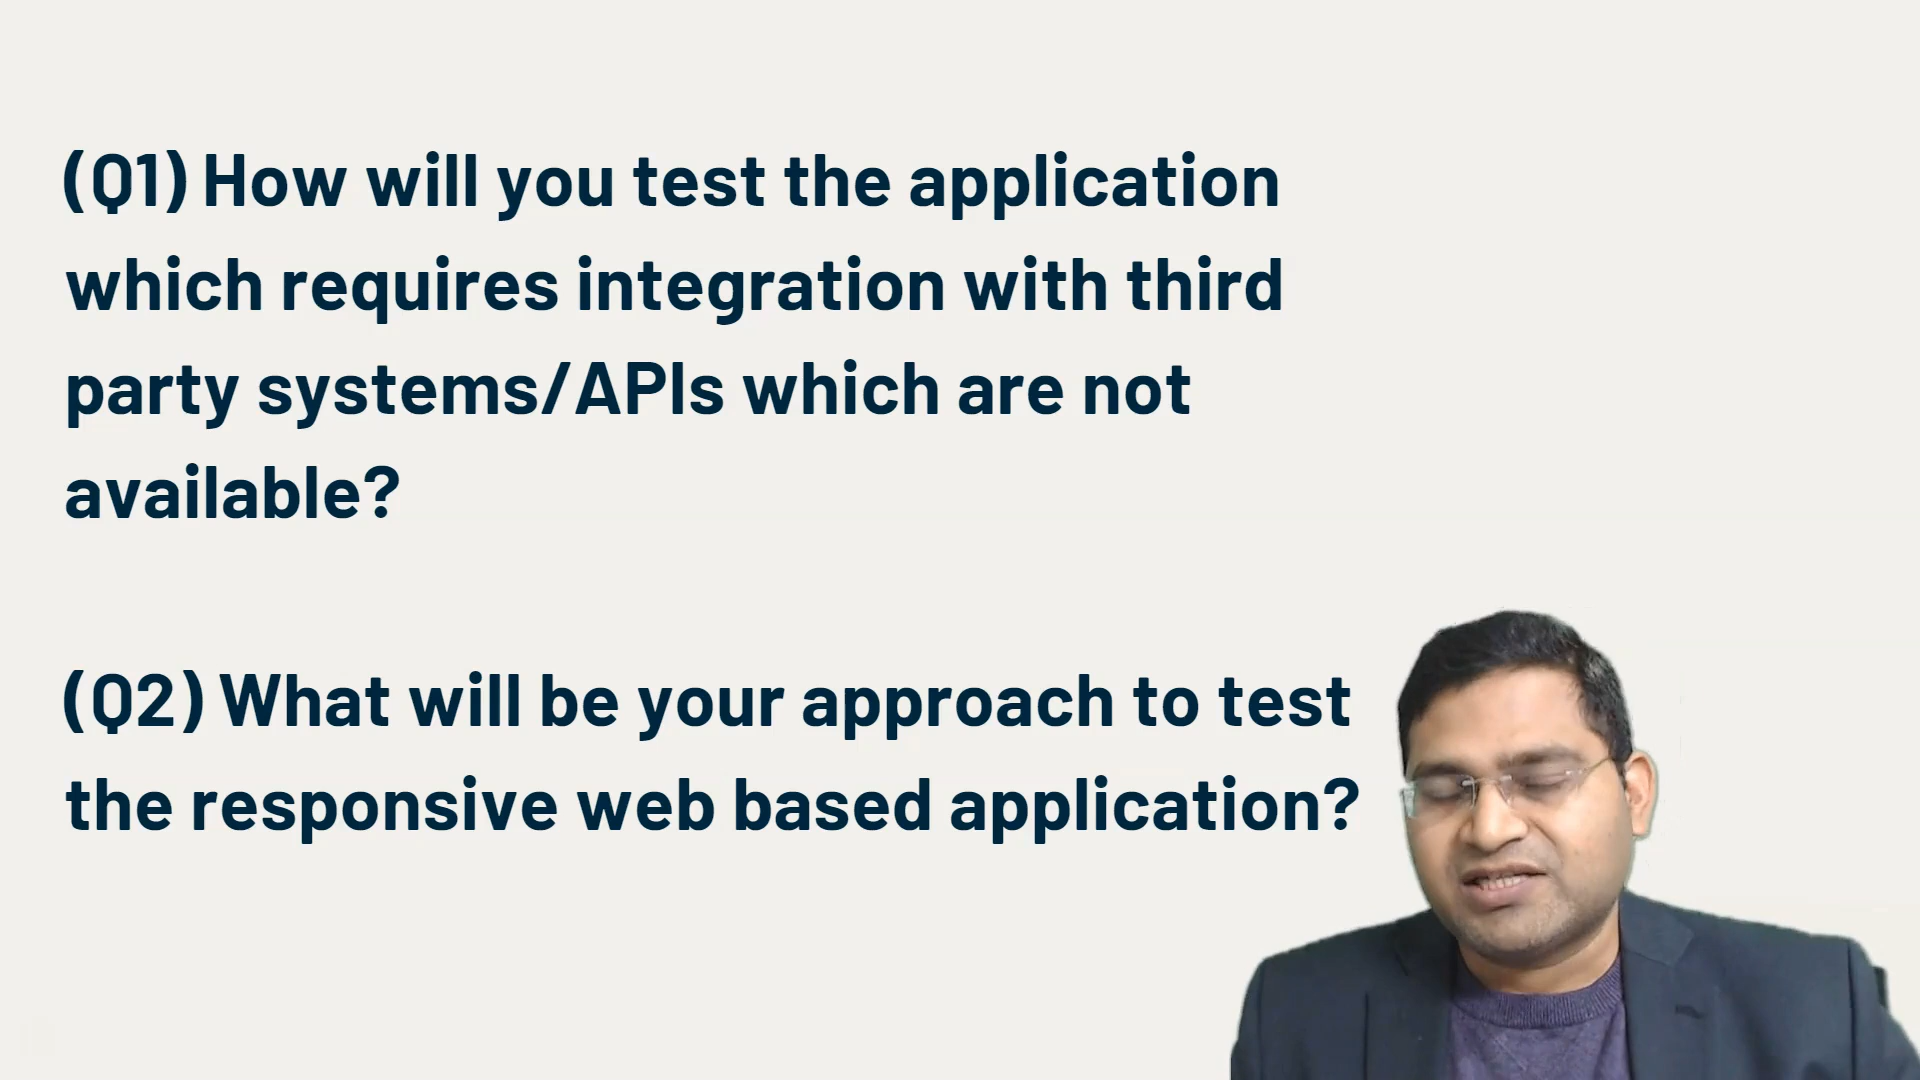 (Q1) How will you test the application
which requires integration with third
party systems/APIs which are not
available?
(Q2) What will be your approach to test
the responsive web based application?